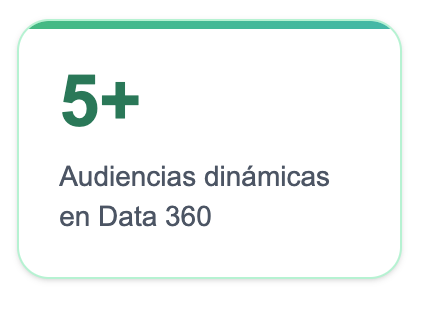 5+
Audiencias dinámicas
en Data 360